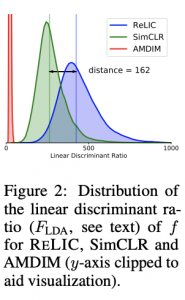 ReLIC
SimCLR
AMDIM
distance = 162
0
500
1000
Linear Discriminant Ratio
Figure 2: Distribution of
the linear discriminant ra-
tio (F_LDA, see text) of f
for RELIC, SimCLR and
AMDIM (y-axis clipped to
aid visualization).